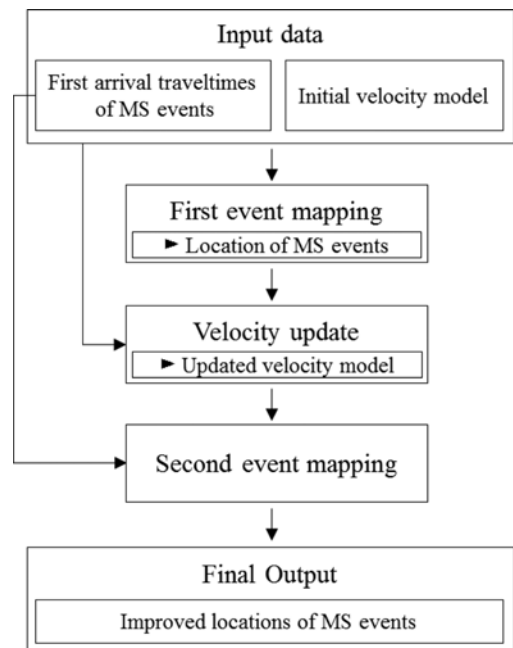 Input data
First arrival traveltimes
of MS events
Initial velocity model
First event mapping
► Location of MS events
Velocity update
► Updated velocity model
Second event mapping
Final Output
Improved locations of MS events